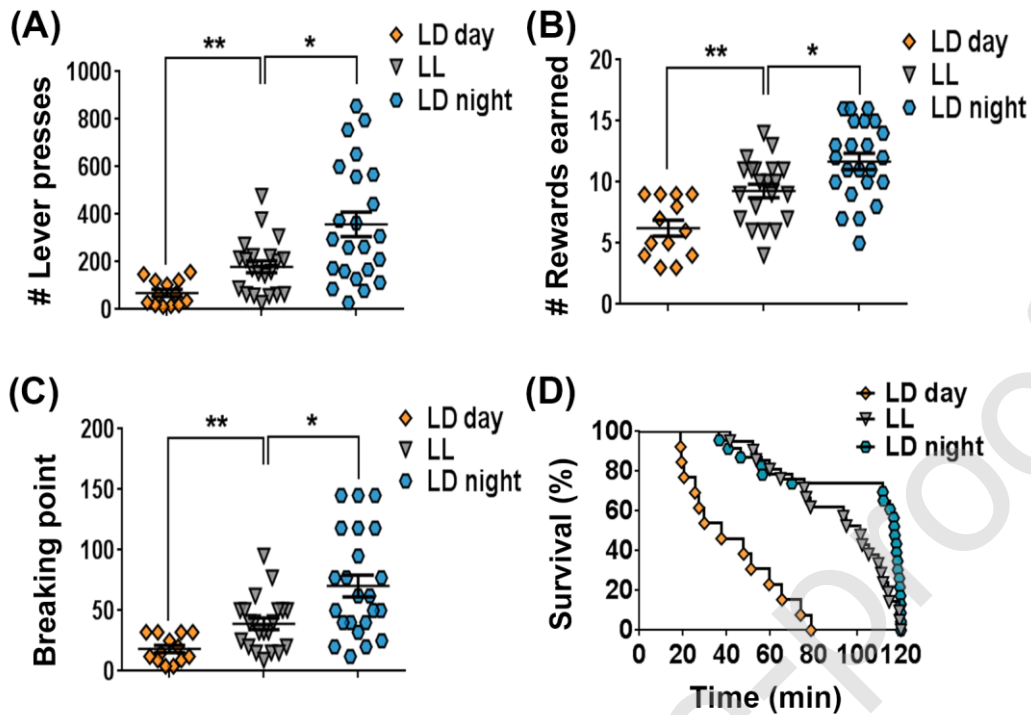 (A)
LD day
LL
LD night
** *
# Lever presses
1000
800
600
400
200
0
(B)
LD day
LL
LD night
** *
# Rewards earned
20
15
10
5
0
(C)
LD day
LL
LD night
** *
Breaking point
200
150
100
50
0
(D)
LD day
LL
LD night
Survival (%)
100
80
60
40
20
0
0 20 40 60 80 100 120
Time (min)